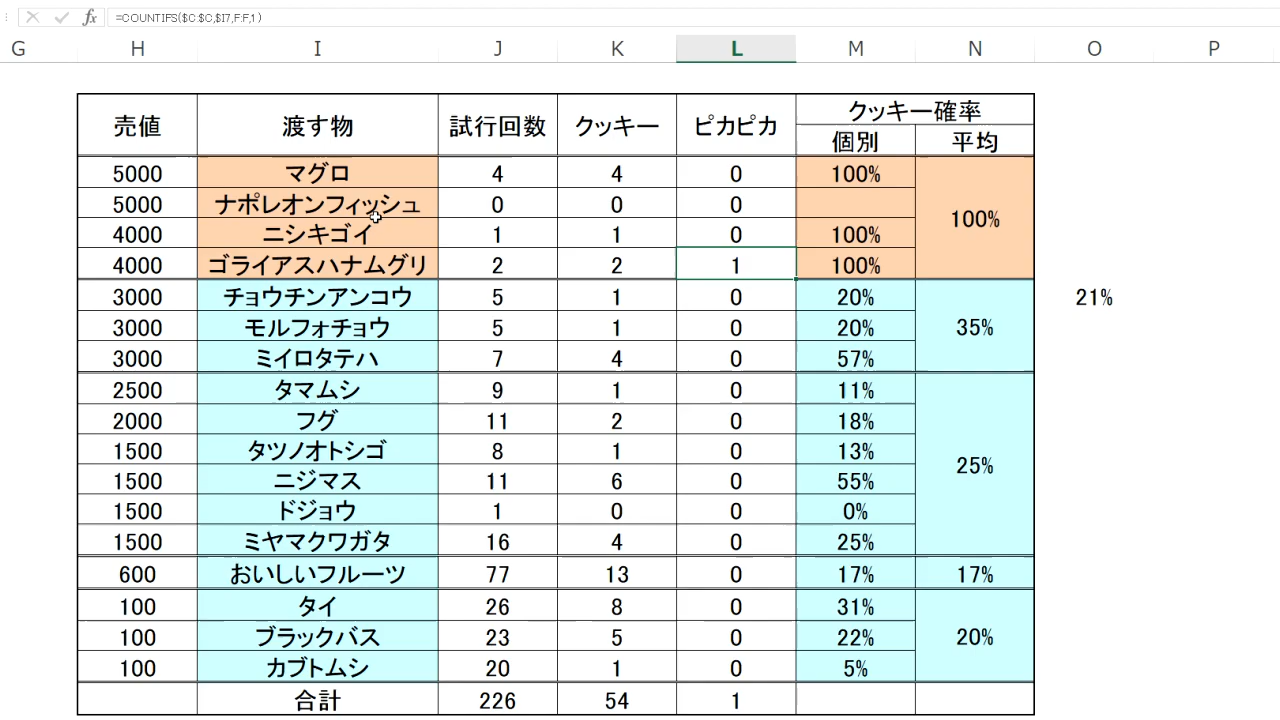 =COUNTIFS($C:$C,$I7,F:F,1)
G H I J K L M N O P
売値 渡す物 試行回数 クッキー ピカピカ クッキー確率
個別 平均
5000 マグロ 4 4 0 100%
5000 ナポレオンフィッシュ 0 0 0 100%
4000 ニシキゴイ 1 1 0 100%
4000 ゴライアスハナムグリ 2 2 1 100%
3000 チョウチンアンコウ 5 1 0 20% 21%
3000 モルフォチョウ 5 1 0 20% 35%
3000 ミイロタテハ 7 4 0 57%
2500 タマムシ 9 1 0 11%
2000 フグ 11 2 0 18%
1500 タツノオトシゴ 8 1 0 13% 25%
1500 ニジマス 11 6 0 55%
1500 ドジョウ 1 0 0 0%
1500 ミヤマクワガタ 16 4 0 25%
600 おいしいフルーツ 77 13 0 17% 17%
100 タイ 26 8 0 31%
100 ブラックバス 23 5 0 22% 20%
100 カブトムシ 20 1 0 5%
合計 226 54 1